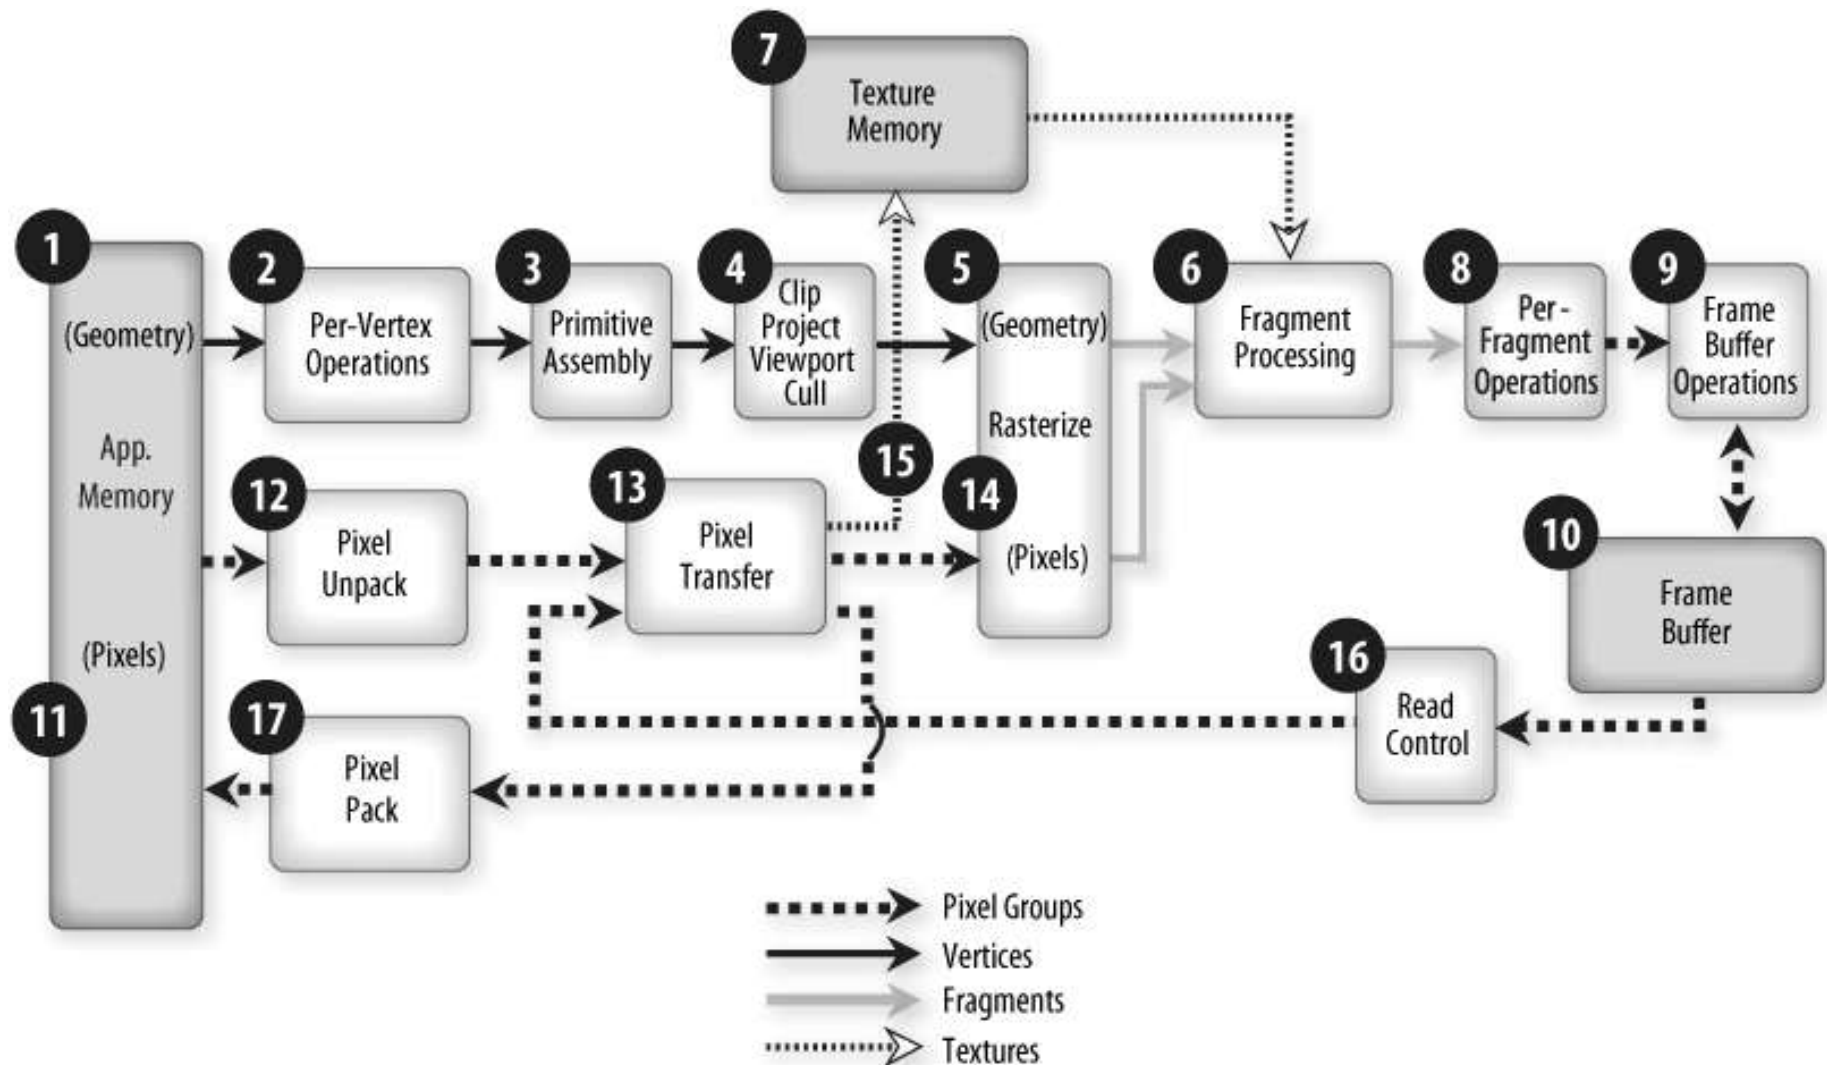 7
Texture
Memory
1
(Geometry)
App.
Memory
(Pixels)
11
2
Per-Vertex
Operations
3
Primitive
Assembly
4
Clip
Project
Viewport
Cull
5
(Geometry)
Rasterize
14
(Pixels)
6
Fragment
Processing
8
Per-
Fragment
Operations
9
Frame
Buffer
Operations
12
Pixel
Unpack
13
Pixel
Transfer
15
10
Frame
Buffer
16
Read
Control
17
Pixel
Pack
Pixel Groups
Vertices
Fragments
Textures